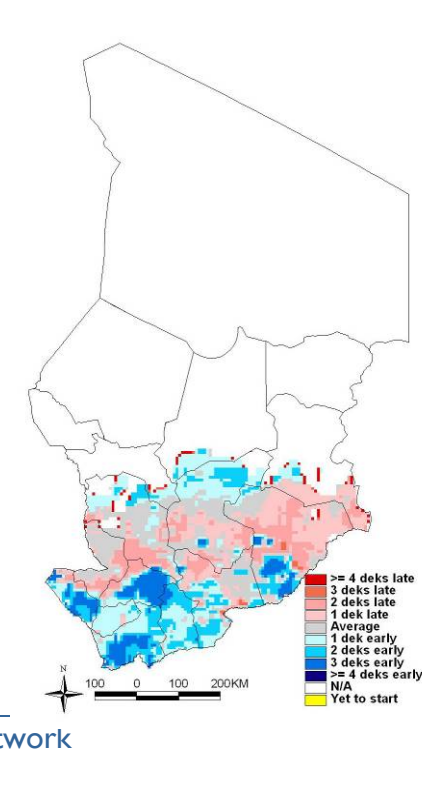 >= 4 deks late
3 deks late
2 deks late
1 dek late
Average
1 dek early
2 deks early
3 deks early
>= 4 deks early
N/A
Yet to start
N
100 0 100 200KM
twork